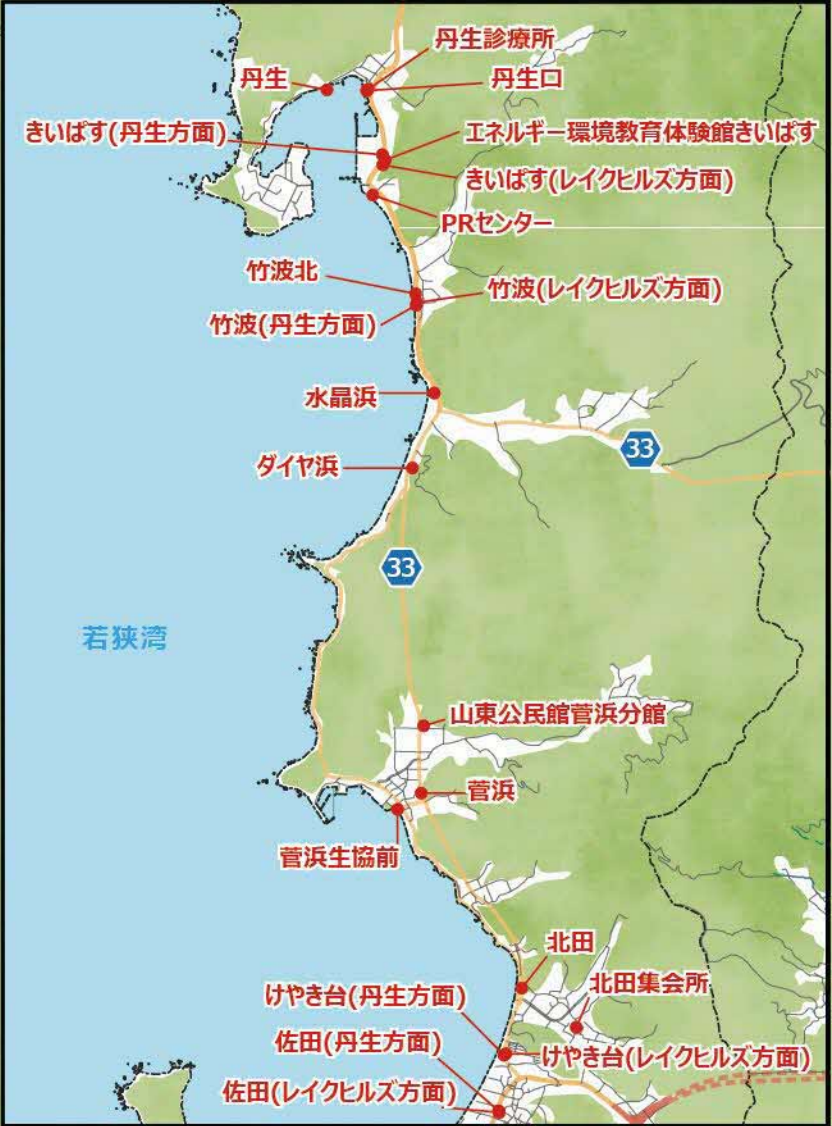 丹生診療所
丹生
丹生口
きいぱす(丹生方面)
エネルギー環境教育体験館きいぱす
きいぱす(レイクヒルズ方面)
PRセンター
竹波北
竹波(レイクヒルズ方面)
竹波(丹生方面)
水晶浜
33
ダイヤ浜
33
若狭湾
山東公民館菅浜分館
菅浜
菅浜生協前
北田
北田集会所
けやき台(丹生方面)
佐田(丹生方面)
けやき台(レイクヒルズ方面)
佐田(レイクヒルズ方面)